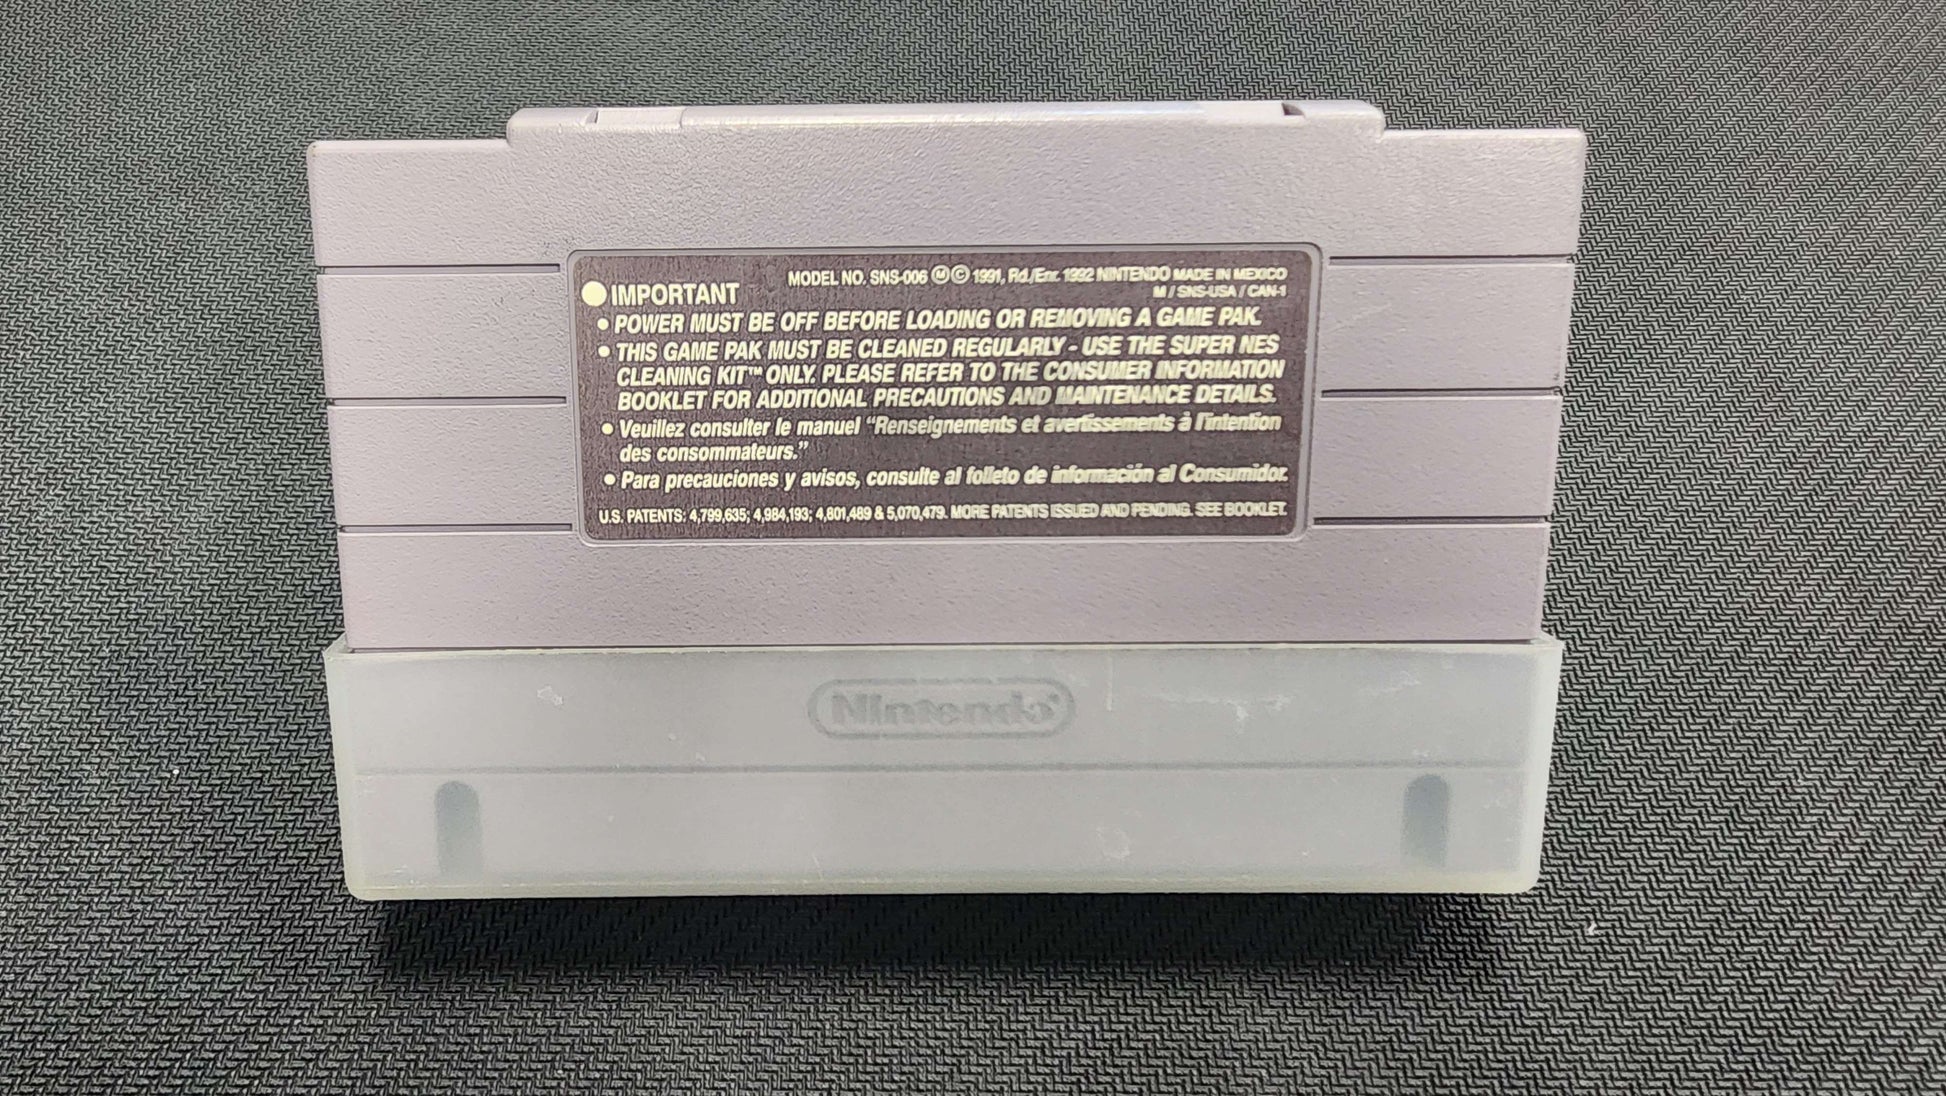 MODEL NO. SNS-006 ⓂⒸ 1991, Rd./Enr. 1992 NINTENDO MADE IN MEXICO
M / SNS-USA / CAN-1
● IMPORTANT
• POWER MUST BE OFF BEFORE LOADING OR REMOVING A GAME PAK.
• THIS GAME PAK MUST BE CLEANED REGULARLY - USE THE SUPER NES
CLEANING KIT™ ONLY. PLEASE REFER TO THE CONSUMER INFORMATION
BOOKLET FOR ADDITIONAL PRECAUTIONS AND MAINTENANCE DETAILS.
• Veuillez consulter le manuel “Renseignements et avertissements à l'intention
des consommateurs.”
• Para precauciones y avisos, consulte al folleto de información al Consumidor.
U.S. PATENTS: 4,799,635; 4,984,193; 4,801,489 & 5,070,479. MORE PATENTS ISSUED AND PENDING. SEE BOOKLET.
Nintendo®